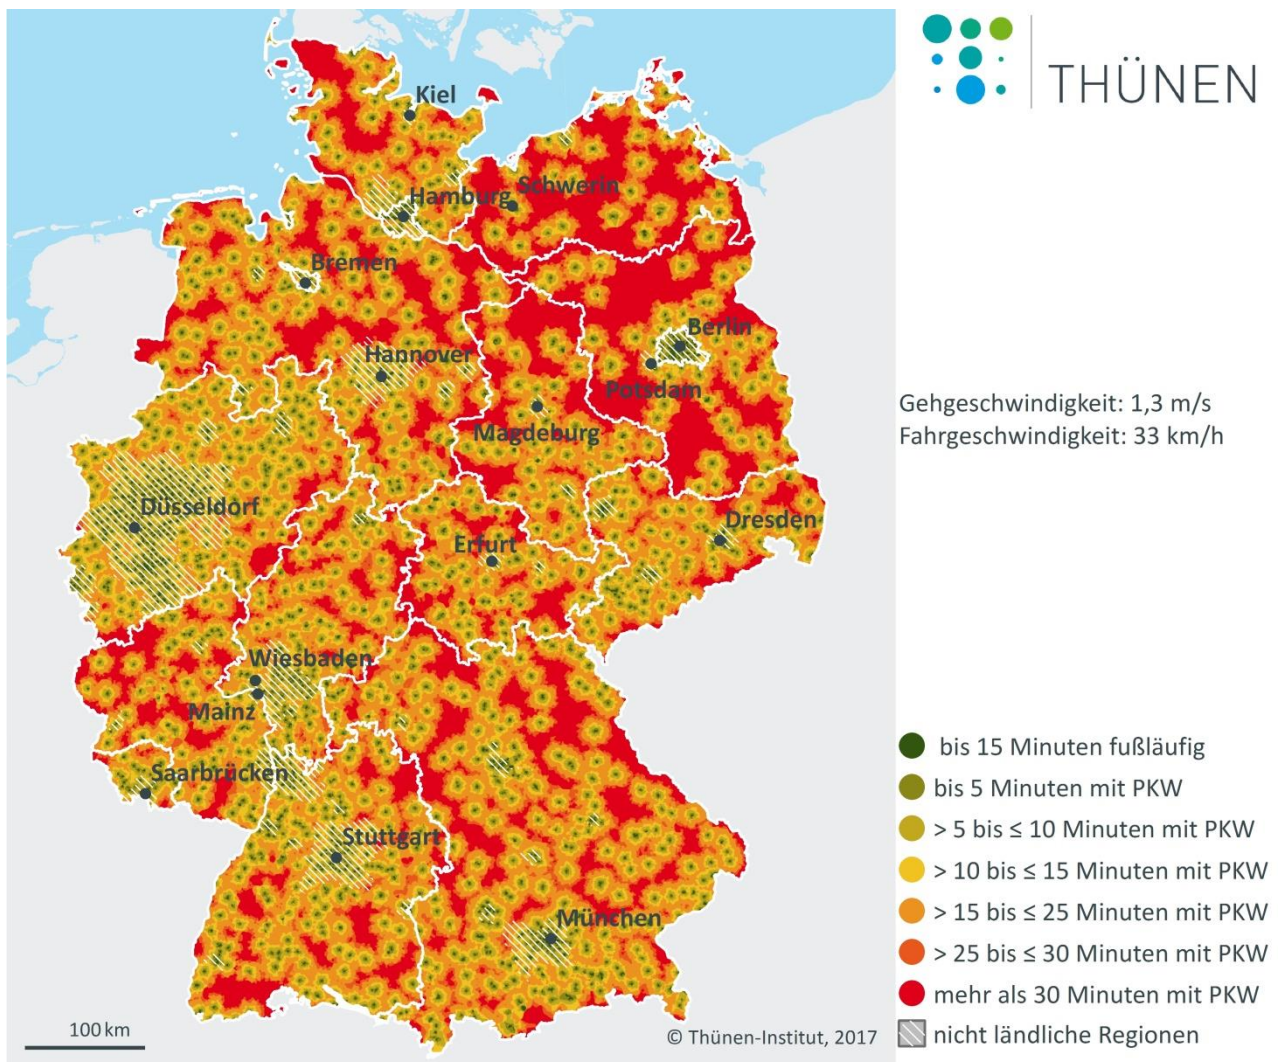 THÜNEN
Kiel
Hamburg
Schwerin
Bremen
Berlin
Hannover
Potsdam
Magdeburg
Düsseldorf
Dresden
Erfurt
Wiesbaden
Mainz
Saarbrücken
Stuttgart
München
Gehgeschwindigkeit: 1,3 m/s
Fahrgeschwindigkeit: 33 km/h
bis 15 Minuten fußläufig
bis 5 Minuten mit PKW
> 5 bis ≤ 10 Minuten mit PKW
> 10 bis ≤ 15 Minuten mit PKW
> 15 bis ≤ 25 Minuten mit PKW
> 25 bis ≤ 30 Minuten mit PKW
mehr als 30 Minuten mit PKW
nicht ländliche Regionen
100 km
© Thünen-Institut, 2017